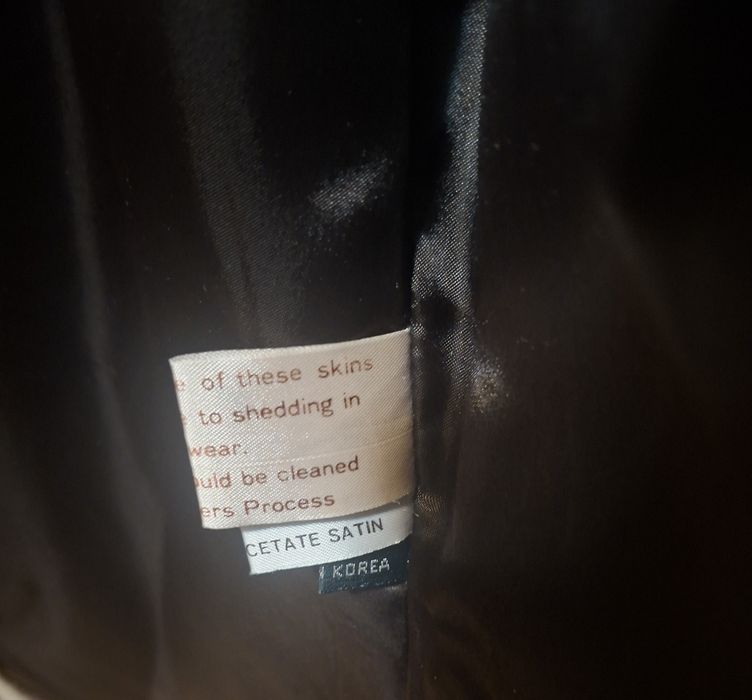 e of these skins
to shedding in
wear.
uld be cleaned
ers Process
CETATE SATIN
KOREA